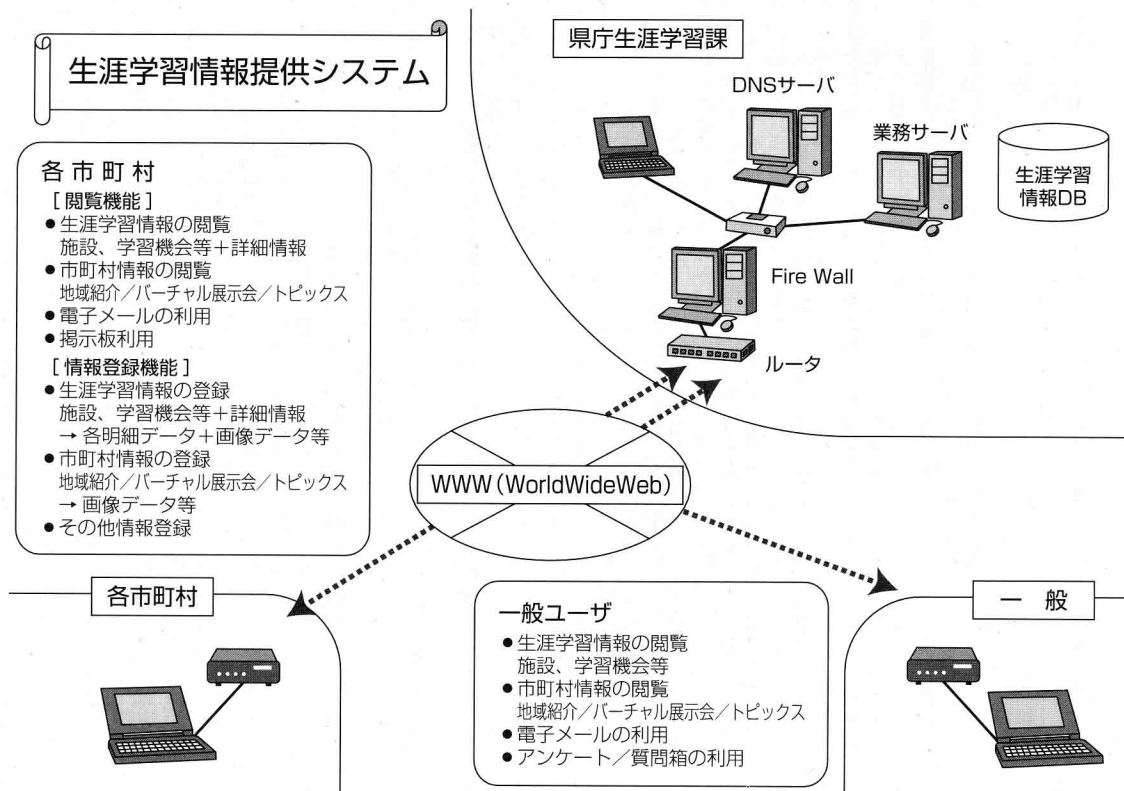 生涯学習情報提供システム
県庁生涯学習課
DNSサーバ
業務サーバ
生涯学習
情報DB
Fire Wall
ルータ
各市町村
[閲覧機能]
●生涯学習情報の閲覧
施設、学習機会等+詳細情報
●市町村情報の閲覧
地域紹介/バーチャル展示会/トピックス
●電子メールの利用
●掲示板利用
[情報登録機能]
●生涯学習情報の登録
施設、学習機会等+詳細情報
→各明細データ+画像データ等
●市町村情報の登録
地域紹介/バーチャル展示会/トピックス
→画像データ等
●その他情報登録
WWW(WorldWideWeb)
各市町村
一般ユーザ
●生涯学習情報の閲覧
施設、学習機会等
●市町村情報の閲覧
地域紹介/バーチャル展示会/トピックス
●電子メールの利用
●アンケート/質問箱の利用
一般